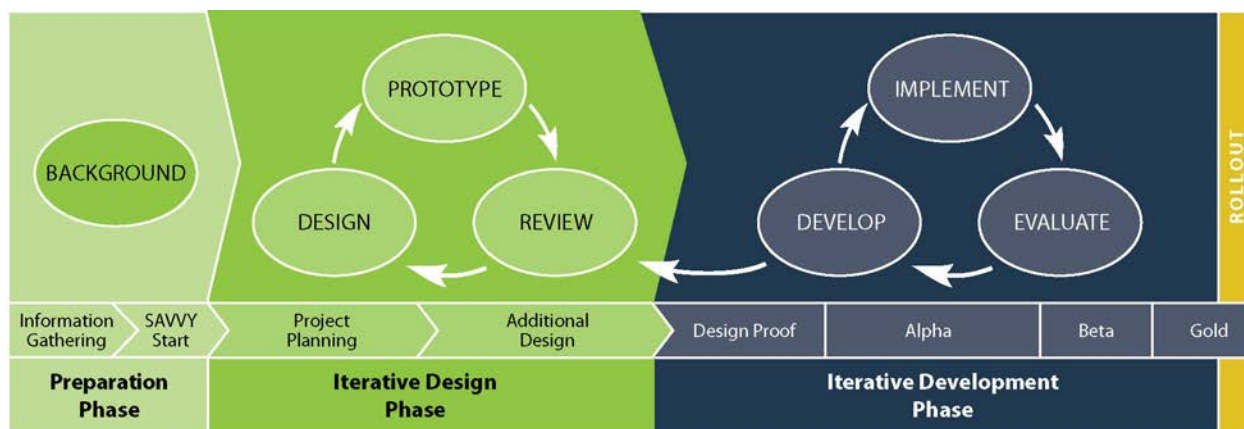 PROTOTYPE
IMPLEMENT
BACKGROUND
DESIGN
REVIEW
DEVELOP
EVALUATE
ROLLOUT
Information
Gathering
SAVVY
Start
Project
Planning
Additional
Design
Design Proof
Alpha
Beta
Gold
Preparation
Phase
Iterative Design
Phase
Iterative Development
Phase